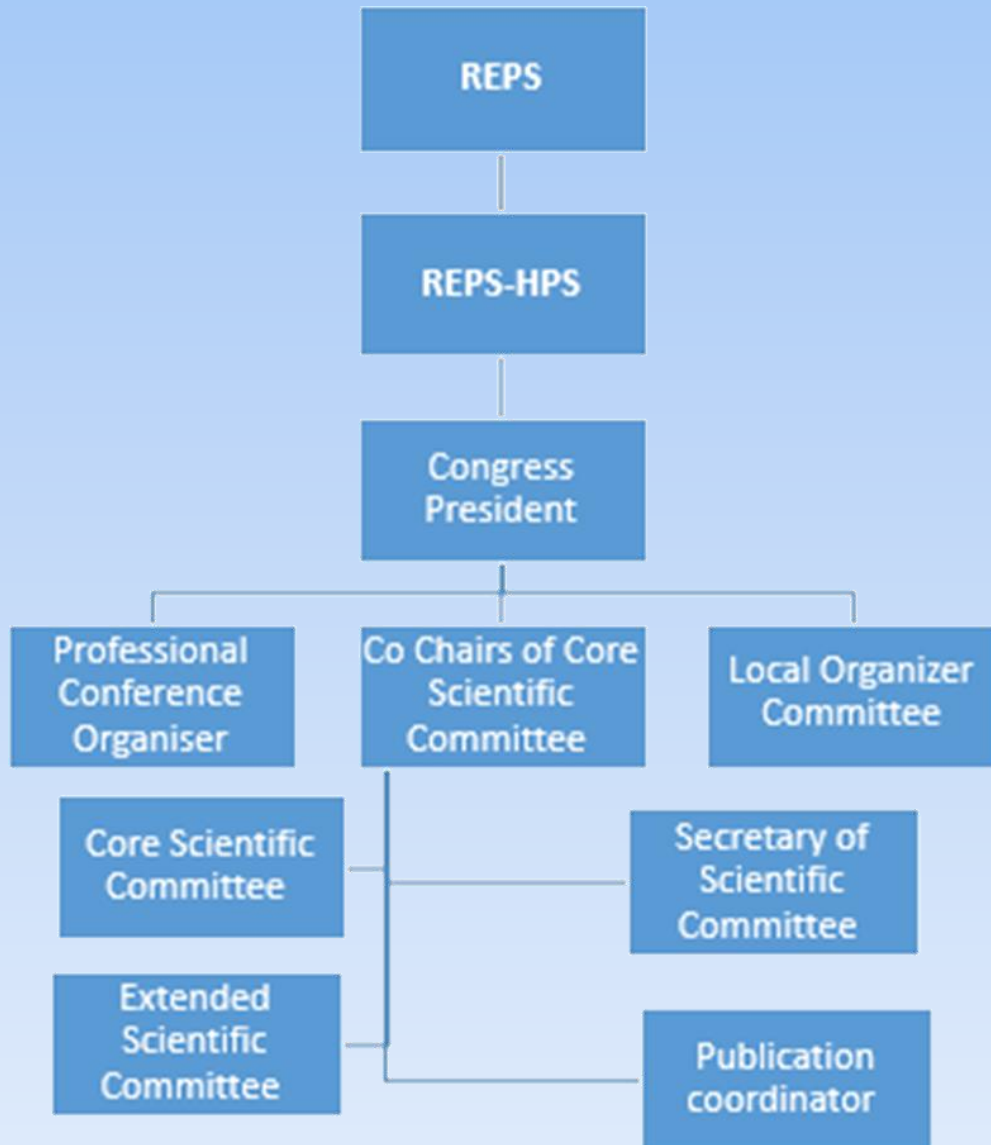 REPS
REPS-HPS
Congress
President
Professional
Conference
Organiser
Co Chairs of Core
Scientific
Committee
Local Organizer
Committee
Core Scientific
Committee
Secretary of
Scientific
Committee
Extended
Scientific
Committee
Publication
coordinator